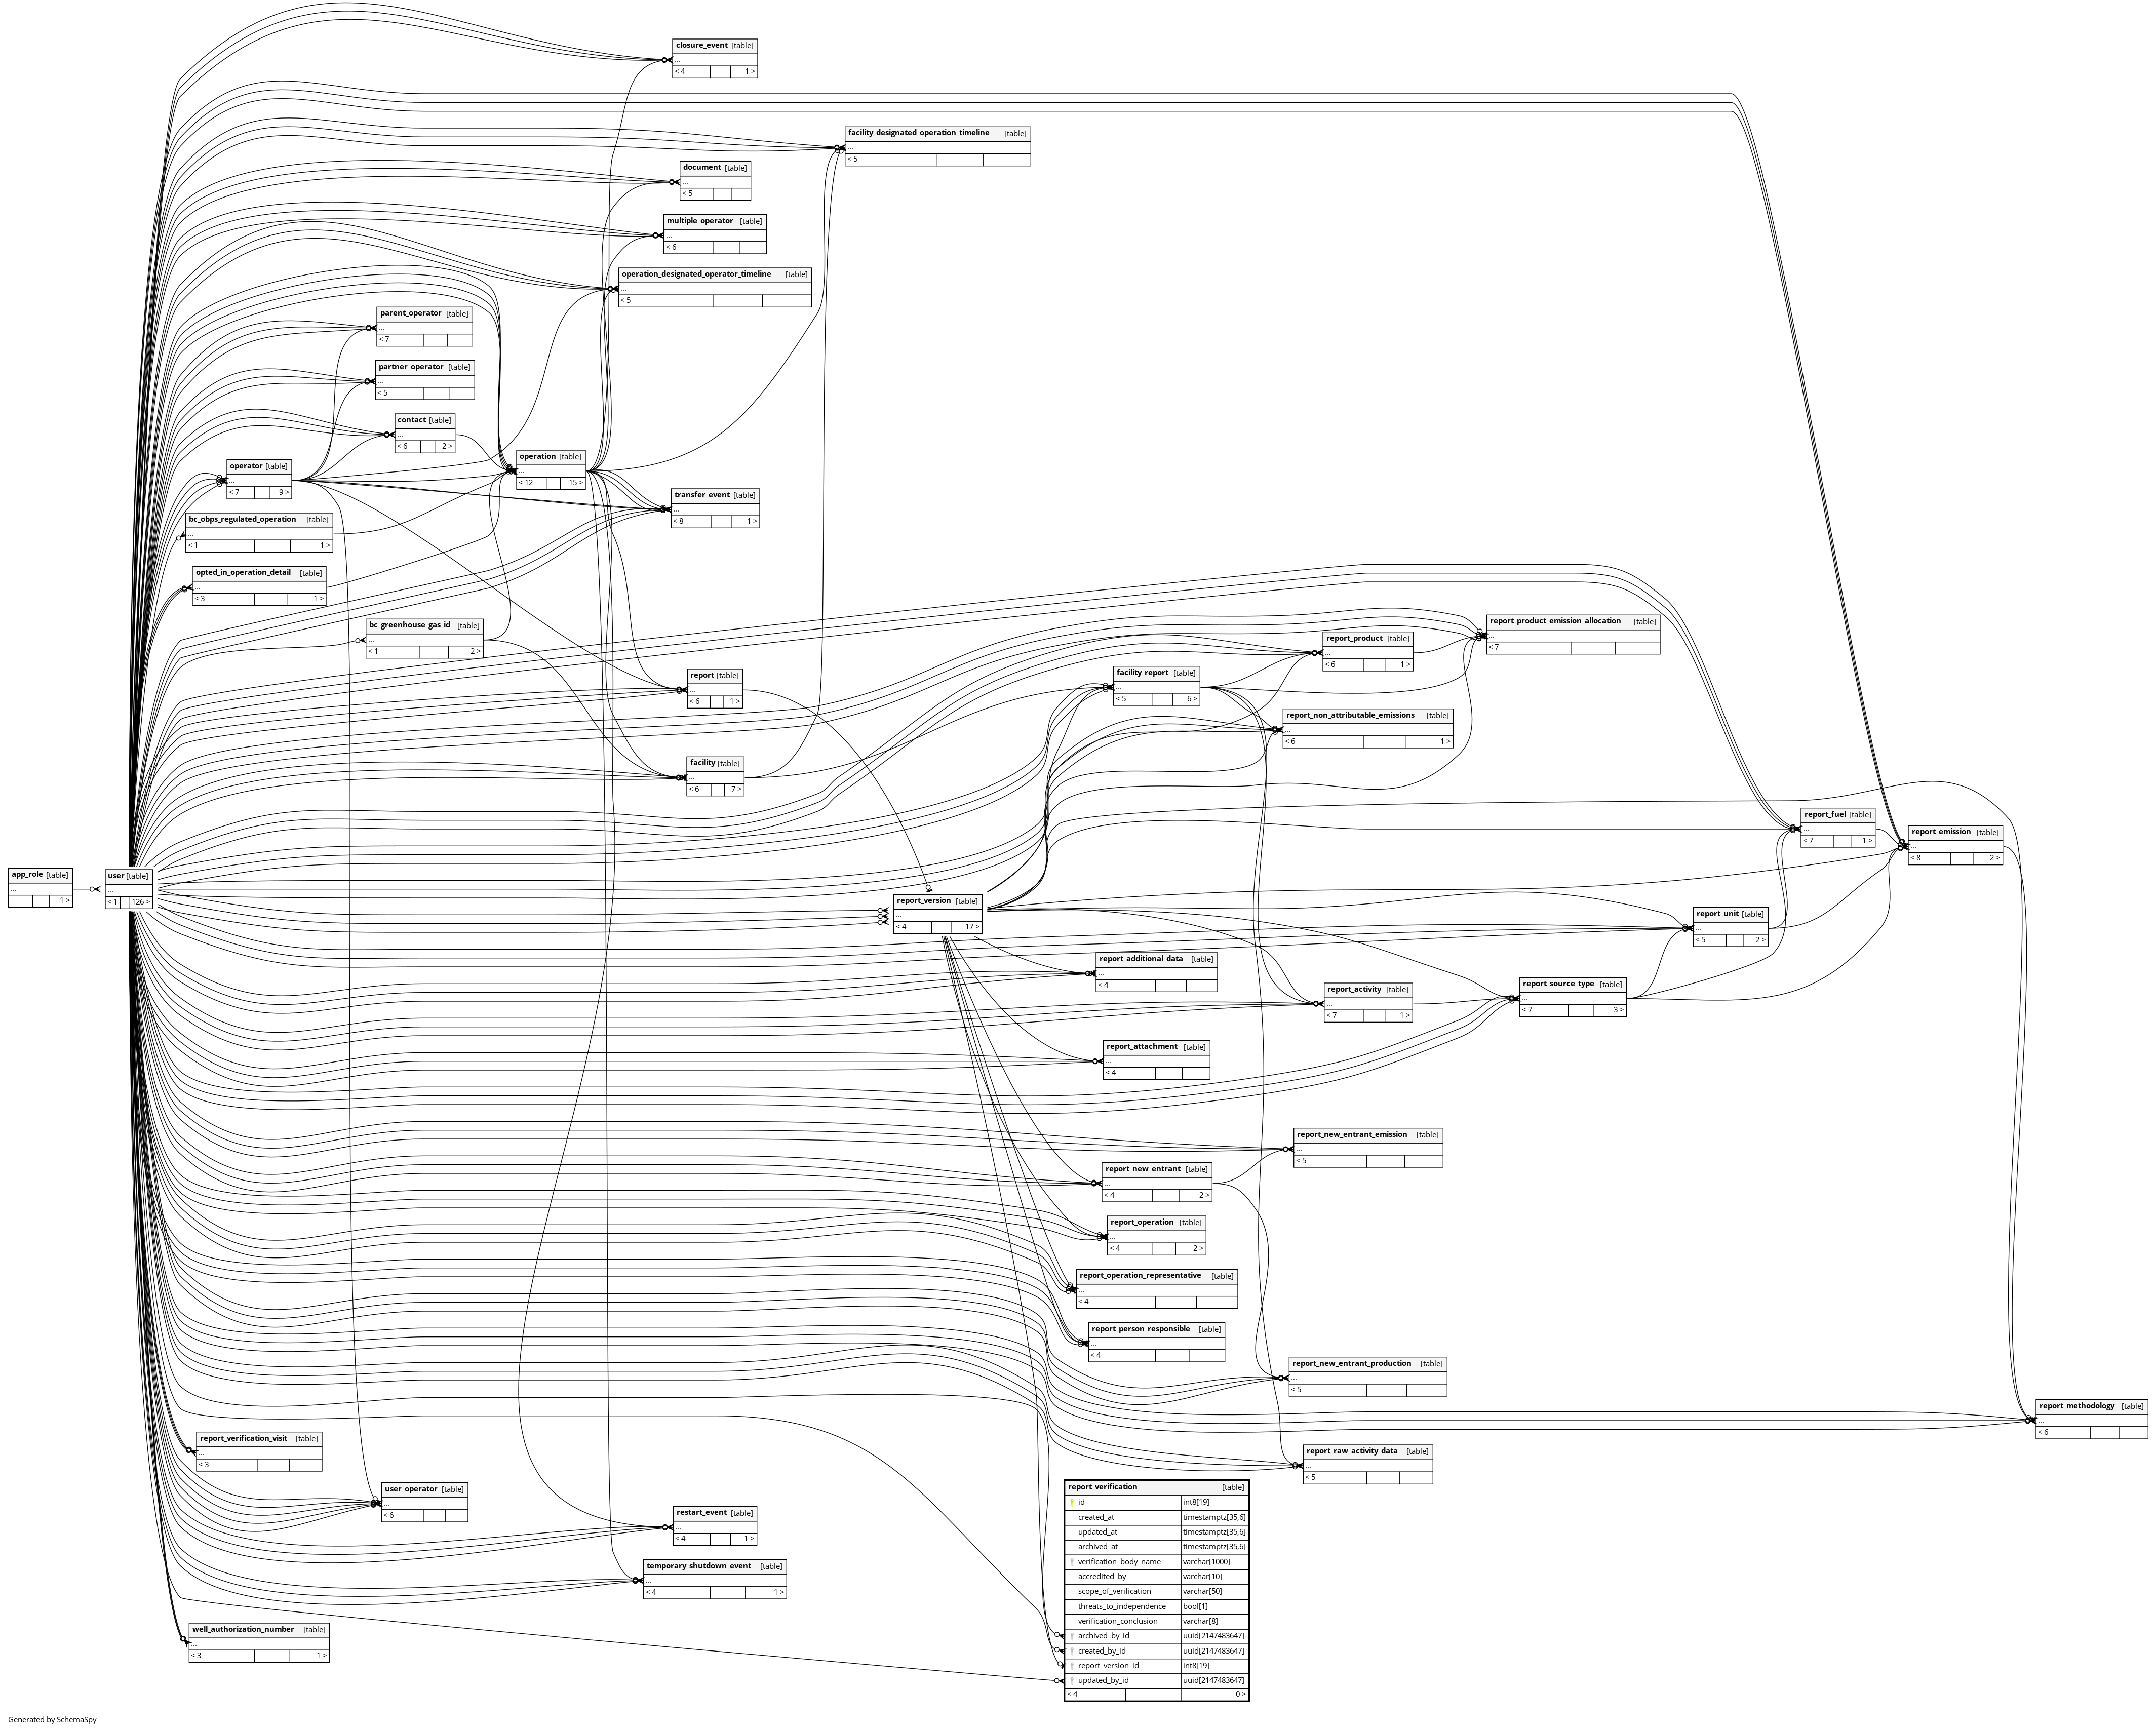 closure_event [table]
...
< 4 1 >
facility_designated_operation_timeline [table]
...
< 5
document [table]
...
< 5
multiple_operator [table]
...
< 6
operation_designated_operator_timeline [table]
...
< 5
parent_operator [table]
...
< 7
partner_operator [table]
...
< 5
contact [table]
...
< 6 2 >
operation [table]
...
< 12 15 >
operator [table]
...
< 7 9 >
transfer_event [table]
...
< 8 1 >
bc_obps_regulated_operation [table]
...
< 1 1 >
opted_in_operation_detail [table]
...
< 3 1 >
bc_greenhouse_gas_id [table]
...
< 1 2 >
report_product_emission_allocation [table]
...
< 7
report_product [table]
...
< 6 1 >
facility_report [table]
...
< 5 6 >
report [table]
...
< 6 1 >
report_non_attributable_emissions [table]
...
< 6 1 >
facility [table]
...
< 6 7 >
report_fuel [table]
...
< 7 1 >
report_emission [table]
...
< 8 2 >
app_role [table]
...
1 >
user [table]
...
< 1 126 >
report_version [table]
...
< 4 17 >
report_unit [table]
...
< 5 2 >
report_additional_data [table]
...
< 4
report_source_type [table]
...
< 7 3 >
report_activity [table]
...
< 7 1 >
report_attachment [table]
...
< 4
report_new_entrant_emission [table]
...
< 5
report_new_entrant [table]
...
< 4 2 >
report_operation [table]
...
< 4 2 >
report_operation_representative [table]
...
< 4
report_person_responsible [table]
...
< 4
report_new_entrant_production [table]
...
< 5
report_methodology [table]
...
< 6
report_verification_visit [table]
...
< 3
report_raw_activity_data [table]
...
< 5
user_operator [table]
...
< 6
restart_event [table]
...
< 4 1 >
temporary_shutdown_event [table]
...
< 4 1 >
well_authorization_number [table]
...
< 3 1 >
report_verification [table]
id int8[19]
created_at timestamptz[35,6]
updated_at timestamptz[35,6]
archived_at timestamptz[35,6]
verification_body_name varchar[1000]
accredited_by varchar[10]
scope_of_verification varchar[50]
threats_to_independence bool[1]
verification_conclusion varchar[8]
archived_by_id uuid[2147483647]
created_by_id uuid[2147483647]
report_version_id int8[19]
updated_by_id uuid[2147483647]
< 4 0 >
Generated by SchemaSpy